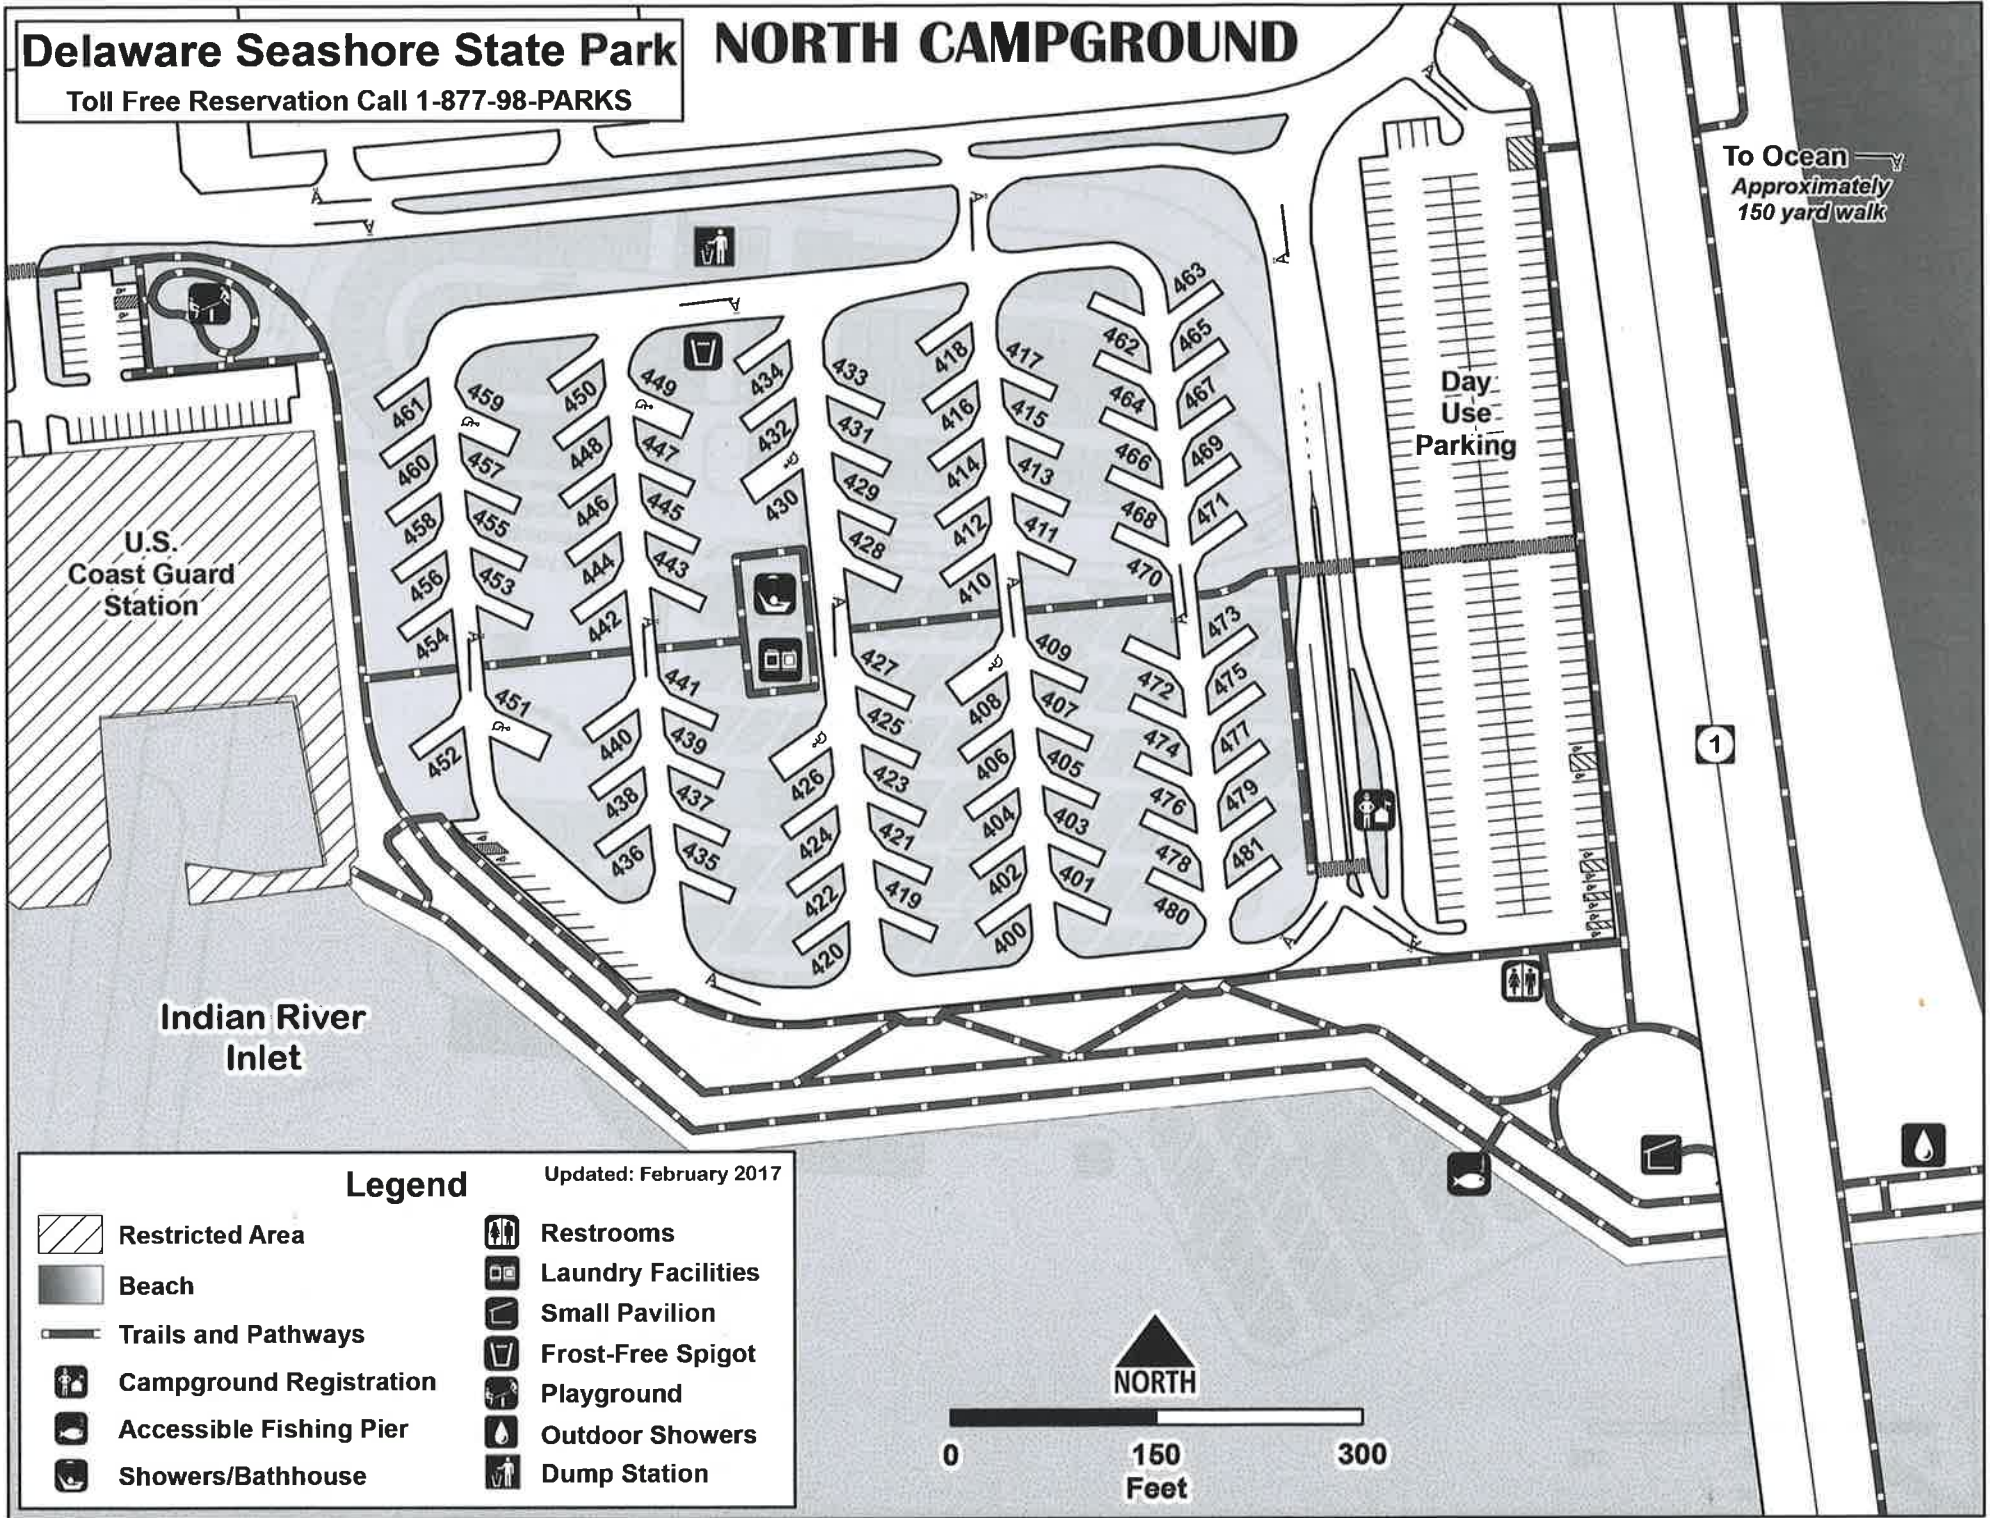 Delaware Seashore State Park
Toll Free Reservation Call 1-877-98-PARKS
NORTH CAMPGROUND
To Ocean
Approximately
150 yard walk
Day
Use
Parking
U.S.
Coast Guard
Station
Indian River
Inlet
1
461
460
458
456
454
452
459
457
455
453
451
450
448
446
444
442
440
438
436
449
447
445
443
441
439
437
435
434
432
430
426
424
422
420
433
431
429
428
427
425
423
421
419
418
416
414
412
410
408
406
404
402
400
417
415
413
411
409
407
405
403
401
462
464
466
468
470
472
474
476
478
480
463
465
467
469
471
473
475
477
479
481
Legend
Updated: February 2017
Restricted Area
Beach
Trails and Pathways
Campground Registration
Accessible Fishing Pier
Showers/Bathhouse
Restrooms
Laundry Facilities
Small Pavilion
Frost-Free Spigot
Playground
Outdoor Showers
Dump Station
NORTH
0 150 300
Feet